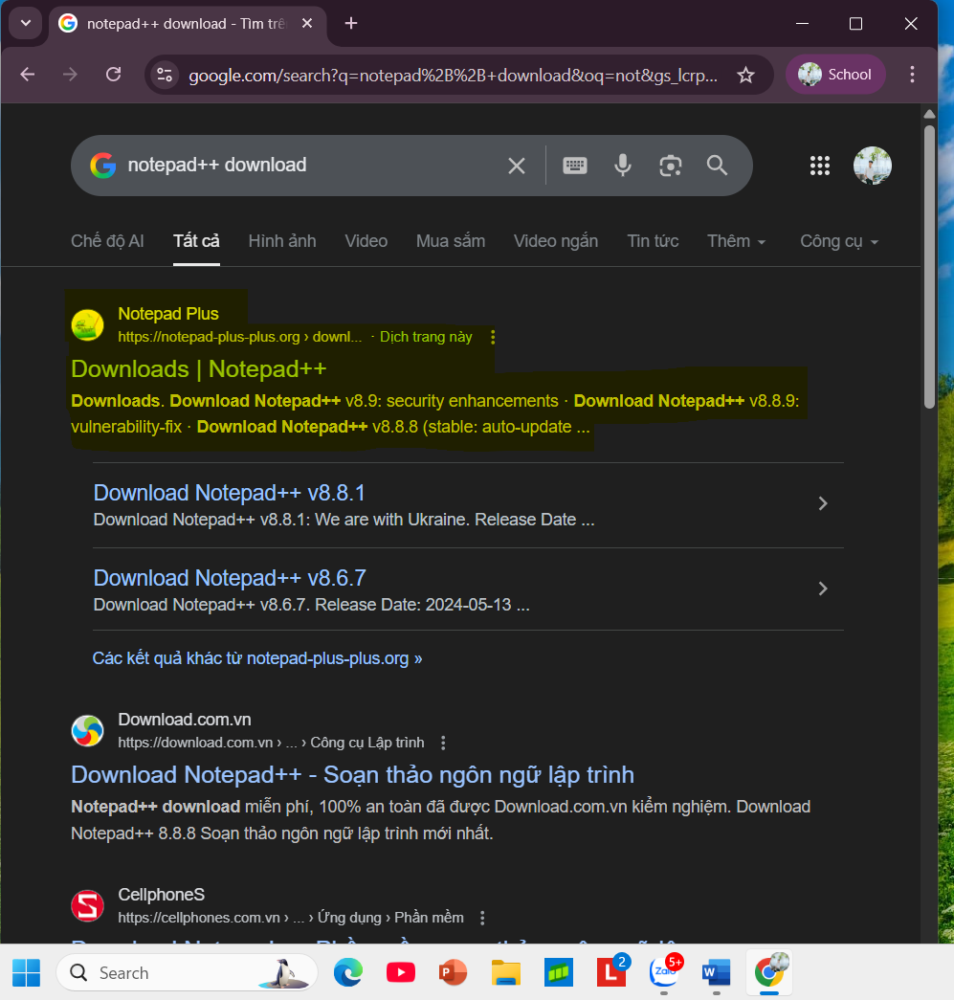 notepad++ download - Tìm trê
google.com/search?q=notepad%2B%2B+download&oq=not&gs_lcrp...
School
notepad++ download
Chế độ AI
Tất cả
Hình ảnh
Video
Mua sắm
Video ngắn
Tin tức
Thêm
Công cụ
Notepad Plus
https://notepad-plus-plus.org › downl... · Dịch trang này
Downloads | Notepad++
Downloads. Download Notepad++ v8.9: security enhancements · Download Notepad++ v8.8.9:
vulnerability-fix · Download Notepad++ v8.8.8 (stable: auto-update ...
Download Notepad++ v8.8.1
Download Notepad++ v8.8.1: We are with Ukraine. Release Date ...
Download Notepad++ v8.6.7
Download Notepad++ v8.6.7. Release Date: 2024-05-13 ...
Các kết quả khác từ notepad-plus-plus.org »
Download.com.vn
https://download.com.vn › ... › Công cụ Lập trình
Download Notepad++ - Soạn thảo ngôn ngữ lập trình
Notepad++ download miễn phí, 100% an toàn đã được Download.com.vn kiểm nghiệm. Download
Notepad++ 8.8.8 Soạn thảo ngôn ngữ lập trình mới nhất.
S
CellphoneS
https://cellphones.com.vn › ... › Ứng dụng › Phần mềm
Search
P
L
2
Zalo
5+
W